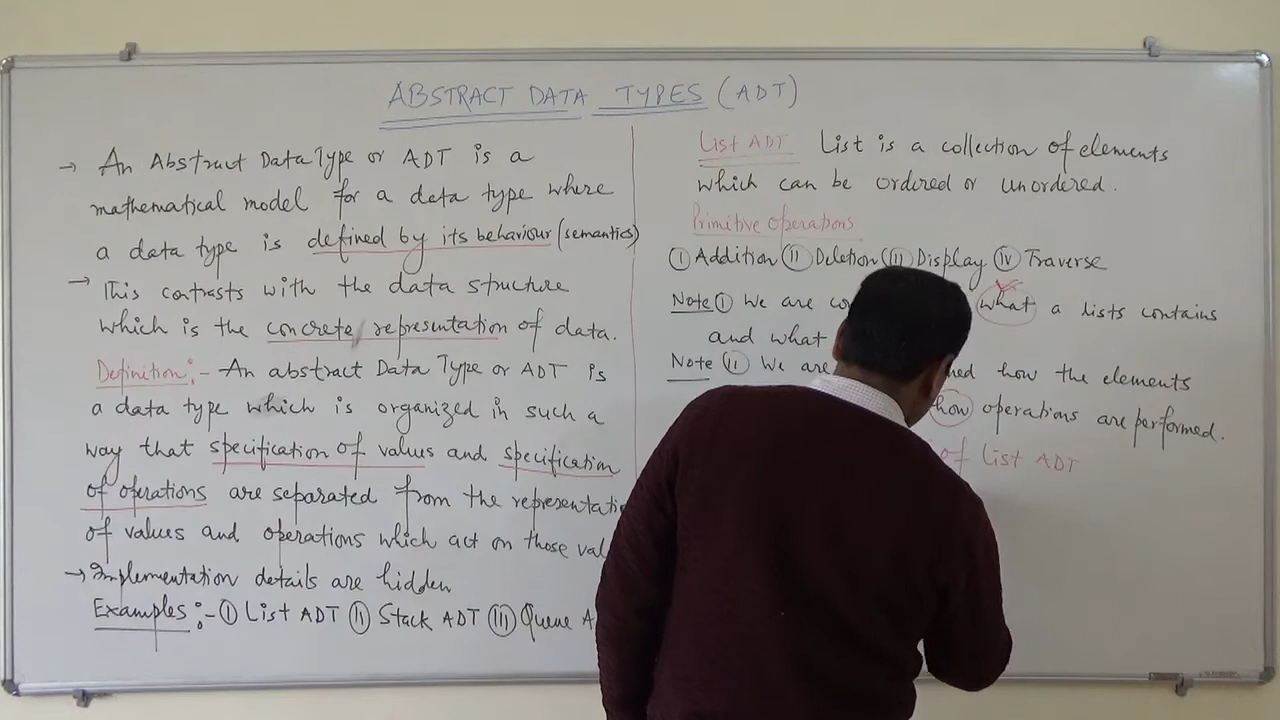 ABSTRACT DATA TYPES (ADT)
→ An Abstract Data Type or ADT is a
mathematical model for a data type where
a data type is defined by its behaviour (semantics)
→ This contrasts with the data structure
which is the concrete representation of data.
Definition:- An abstract Data Type or ADT is
a data type which is organized in such a
way that specification of values and specification
of operations are separated from the
of values and operations which act on those
→ Implementation details are hidden
Examples:- (I) List ADT (II) Stack ADT (III) Queue
List ADT List is a collection of elements
which can be ordered or unordered.
Primitive operations
(I) Addition (II) Deletion (III) Display (IV) Traverse
Note (I) We are what a lists contains
and what
Note (II) We are how the elements
how operations are performed.
of List ADT